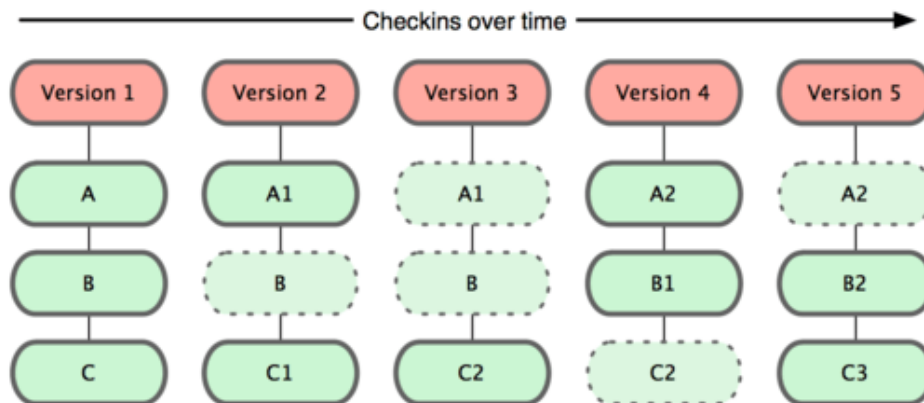 Checkins over time
Version 1 Version 2 Version 3 Version 4 Version 5
A A1 A1 A2 A2
B B B B1 B2
C C1 C2 C2 C3